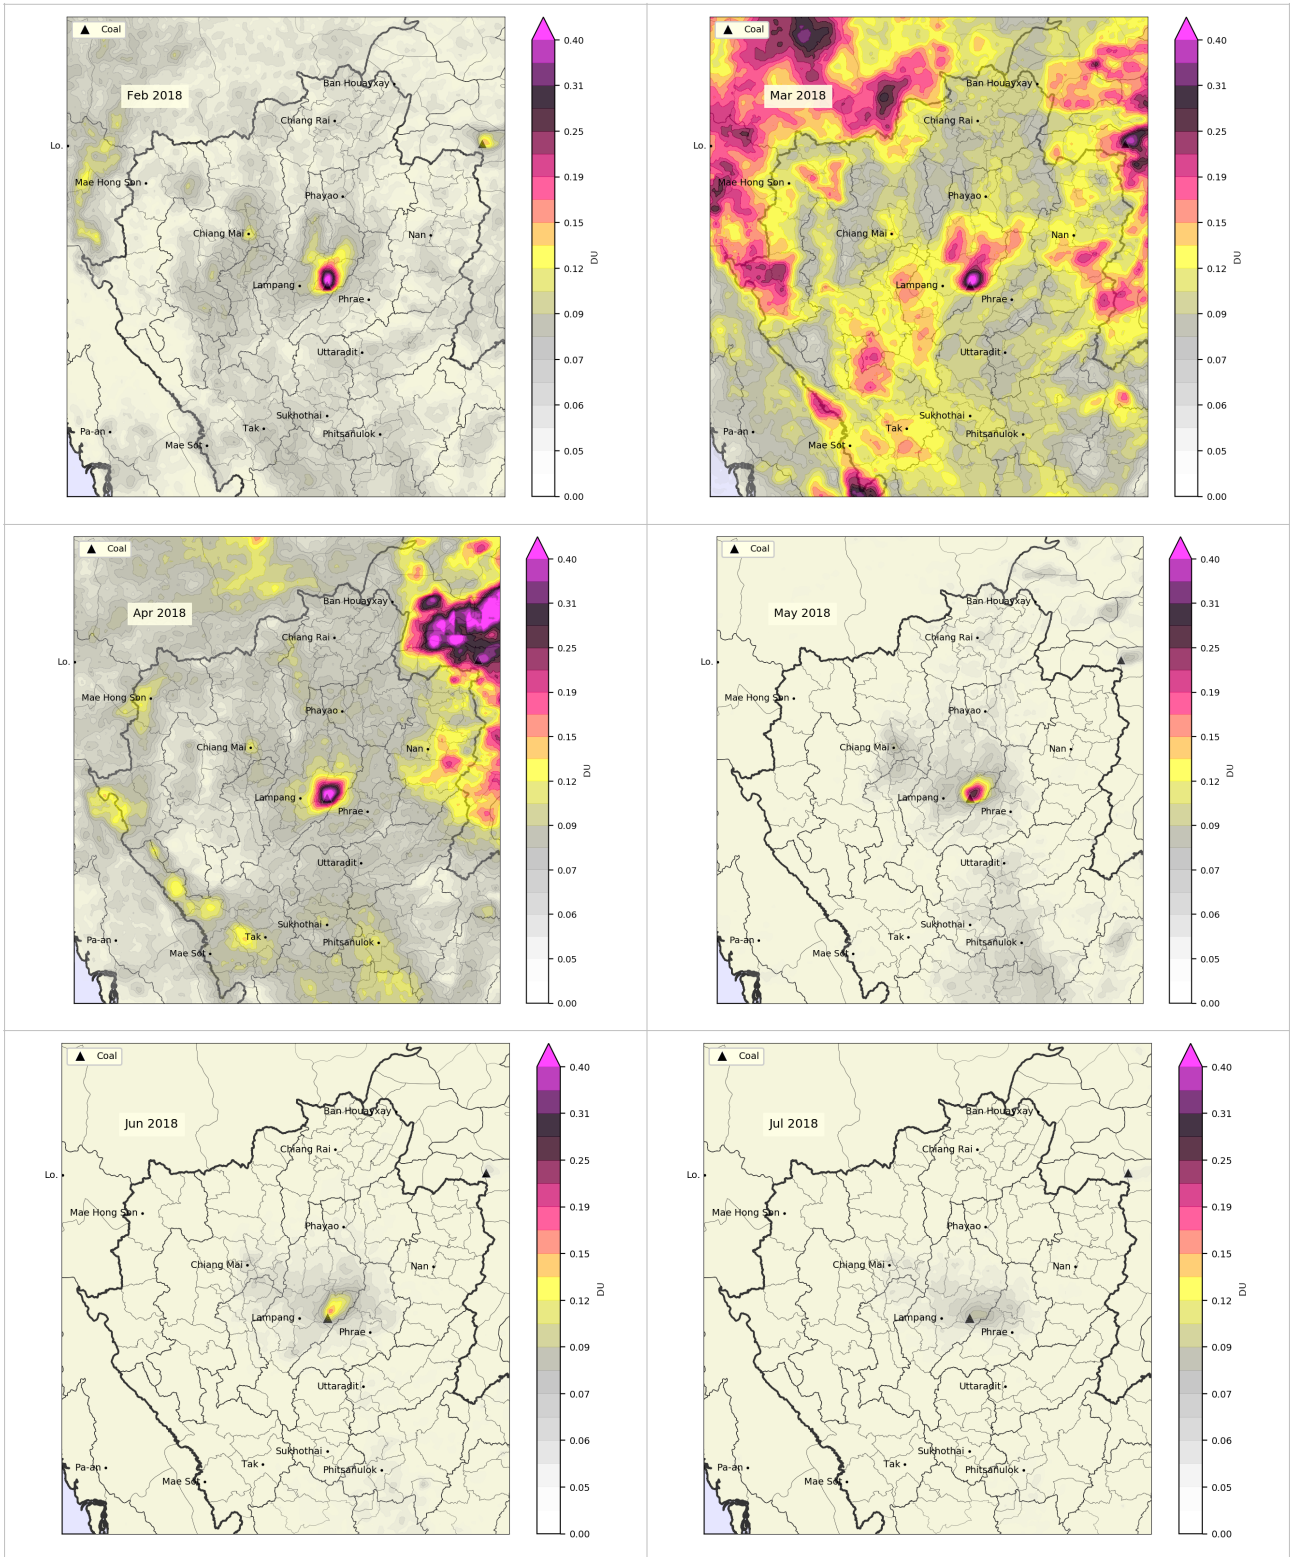 Coal
Feb 2018
Ban Houayxay
Chiang Rai
Lo.
Mae Hong Son
Phayao
Chiang Mai
Nan
Lampang
Phrae
Uttaradit
Sukhothai
Tak
Phitsanulok
Pa-an
Mae Sot
0.40
0.31
0.25
0.19
0.15
0.12
0.09
0.07
0.06
0.05
0.00
DU
Coal
Mar 2018
Ban Houayxay
Chiang Rai
Lo.
Mae Hong Son
Phayao
Chiang Mai
Nan
Lampang
Phrae
Uttaradit
Sukhothai
Tak
Phitsanulok
Pa-an
Mae Sot
0.40
0.31
0.25
0.19
0.15
0.12
0.09
0.07
0.06
0.05
0.00
DU
Coal
Apr 2018
Ban Houayxay
Chiang Rai
Lo.
Mae Hong Son
Phayao
Chiang Mai
Nan
Lampang
Phrae
Uttaradit
Sukhothai
Tak
Phitsanulok
Pa-an
Mae Sot
0.40
0.31
0.25
0.19
0.15
0.12
0.09
0.07
0.06
0.05
0.00
DU
Coal
May 2018
Ban Houayxay
Chiang Rai
Lo.
Mae Hong Son
Phayao
Chiang Mai
Nan
Lampang
Phrae
Uttaradit
Sukhothai
Tak
Phitsanulok
Pa-an
Mae Sot
0.40
0.31
0.25
0.19
0.15
0.12
0.09
0.07
0.06
0.05
0.00
DU
Coal
Jun 2018
Ban Houayxay
Chiang Rai
Lo.
Mae Hong Son
Phayao
Chiang Mai
Nan
Lampang
Phrae
Uttaradit
Sukhothai
Tak
Phitsanulok
Pa-an
Mae Sot
0.40
0.31
0.25
0.19
0.15
0.12
0.09
0.07
0.06
0.05
0.00
DU
Coal
Jul 2018
Ban Houayxay
Chiang Rai
Lo.
Mae Hong Son
Phayao
Chiang Mai
Nan
Lampang
Phrae
Uttaradit
Sukhothai
Tak
Phitsanulok
Pa-an
Mae Sot
0.40
0.31
0.25
0.19
0.15
0.12
0.09
0.07
0.06
0.05
0.00
DU